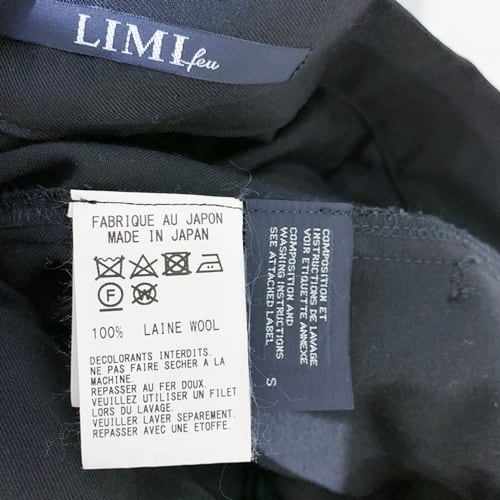 LIMI feu
FABRIQUE AU JAPON
MADE IN JAPAN
F
W
100% LAINE WOOL
DECOLORANTS INTERDITS.
NE PAS FAIRE SECHER A LA
MACHINE.
REPASSER AU FER DOUX.
VEUILLEZ UTILISER UN FILET
LORS DU LAVAGE.
VEUILLER LAVER SEPAREMENT.
REPASSER AVEC UNE ETOFFE.
COMPOSITION ET
INSTRUCTIONS DE LAVAGE
VOIR ETIQUETTE ANNEXE
COMPOSITION AND
WASHING INSTRUCTIONS
SEE ATTACHED LABEL
S